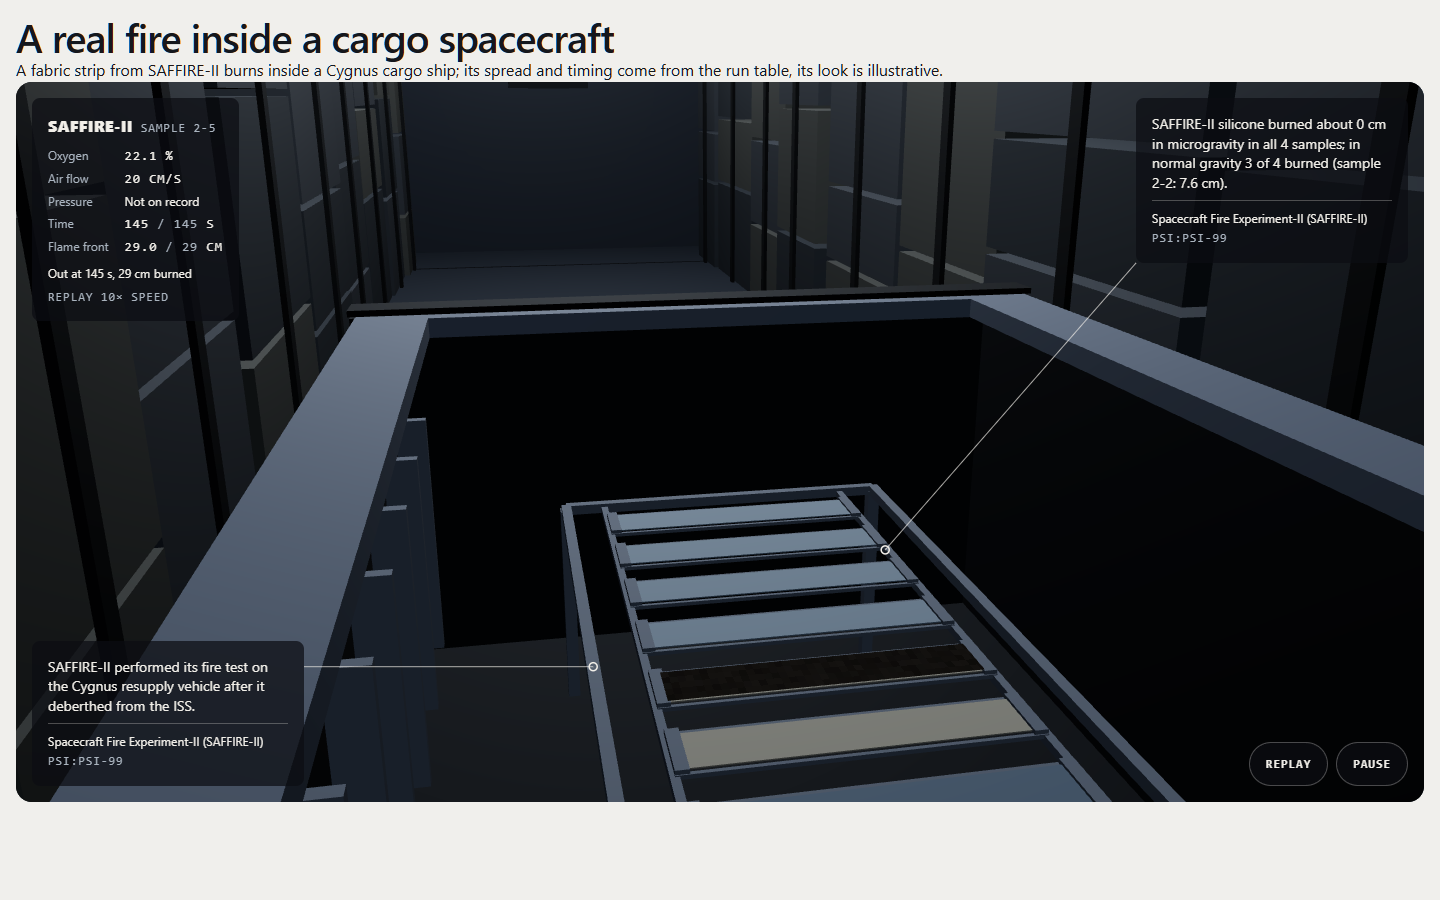 A real fire inside a cargo spacecraft
A fabric strip from SAFFIRE-II burns inside a Cygnus cargo ship; its spread and timing come from the run table, its look is illustrative.
SAFFIRE-II SAMPLE 2-5
Oxygen 22.1 %
Air flow 20 CM/S
Pressure Not on record
Time 145 / 145 S
Flame front 29.0 / 29 CM
Out at 145 s, 29 cm burned
REPLAY 10× SPEED
SAFFIRE-II silicone burned about 0 cm
in microgravity in all 4 samples; in
normal gravity 3 of 4 burned (sample
2-2: 7.6 cm).
Spacecraft Fire Experiment-II (SAFFIRE-II)
PSI:PSI-99
SAFFIRE-II performed its fire test on
the Cygnus resupply vehicle after it
deberthed from the ISS.
Spacecraft Fire Experiment-II (SAFFIRE-II)
PSI:PSI-99
REPLAY PAUSE